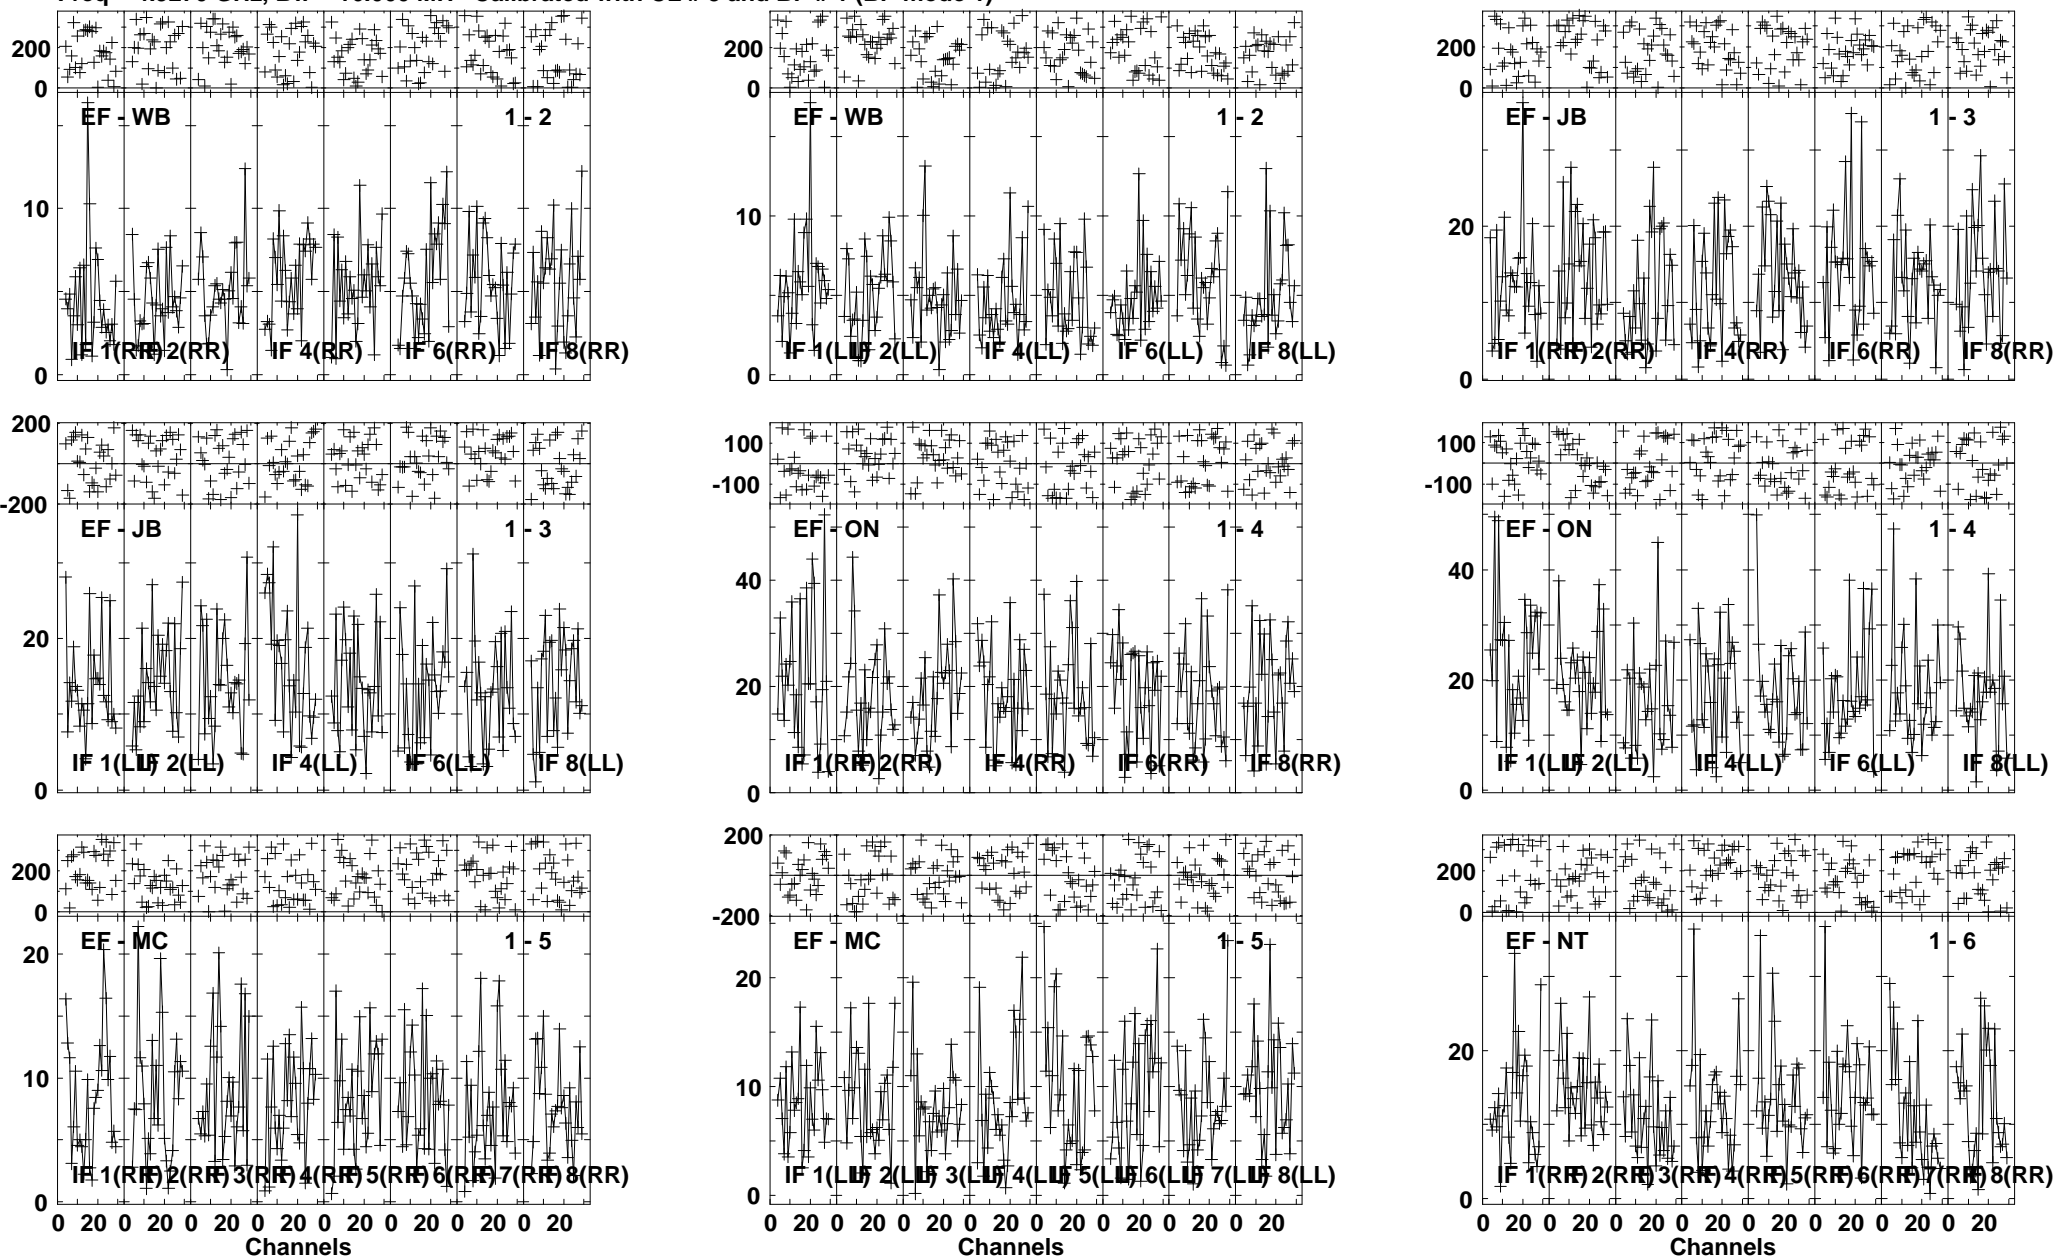 200
0
EF - WB 1 - 2
10
0
IF 1(RR) IF 2(RR) IF 4(RR) IF 6(RR) IF 8(RR)
200
0
EF - WB 1 - 2
10
0
IF 1(LL) IF 2(LL) IF 4(LL) IF 6(LL) IF 8(LL)
200
0
EF - JB 1 - 3
20
0
IF 1(RR) IF 2(RR) IF 4(RR) IF 6(RR) IF 8(RR)
200
-200
EF - JB 1 - 3
20
0
IF 1(LL) IF 2(LL) IF 4(LL) IF 6(LL) IF 8(LL)
100
-100
EF - ON 1 - 4
40
20
0
IF 1(RR) IF 2(RR) IF 4(RR) IF 6(RR) IF 8(RR)
100
-100
EF - ON 1 - 4
40
20
0
IF 1(LL) IF 2(LL) IF 4(LL) IF 6(LL) IF 8(LL)
200
0
EF - MC 1 - 5
20
10
0
IF 1(RR) IF 2(RR) IF 3(RR) IF 4(RR) IF 5(RR) IF 6(RR) IF 7(RR) IF 8(RR)
0 20 0 20 0 20 0 20 0 20 0 20 0 20 0 20
Channels
200
-200
EF - MC 1 - 5
20
10
0
IF 1(LL) IF 2(LL) IF 3(LL) IF 4(LL) IF 5(LL) IF 6(LL) IF 7(LL) IF 8(LL)
0 20 0 20 0 20 0 20 0 20 0 20 0 20 0 20
Channels
200
0
EF - NT 1 - 6
20
0
IF 1(RR) IF 2(RR) IF 3(RR) IF 4(RR) IF 5(RR) IF 6(RR) IF 7(RR) IF 8(RR)
0 20 0 20 0 20 0 20 0 20 0 20 0 20 0 20
Channels